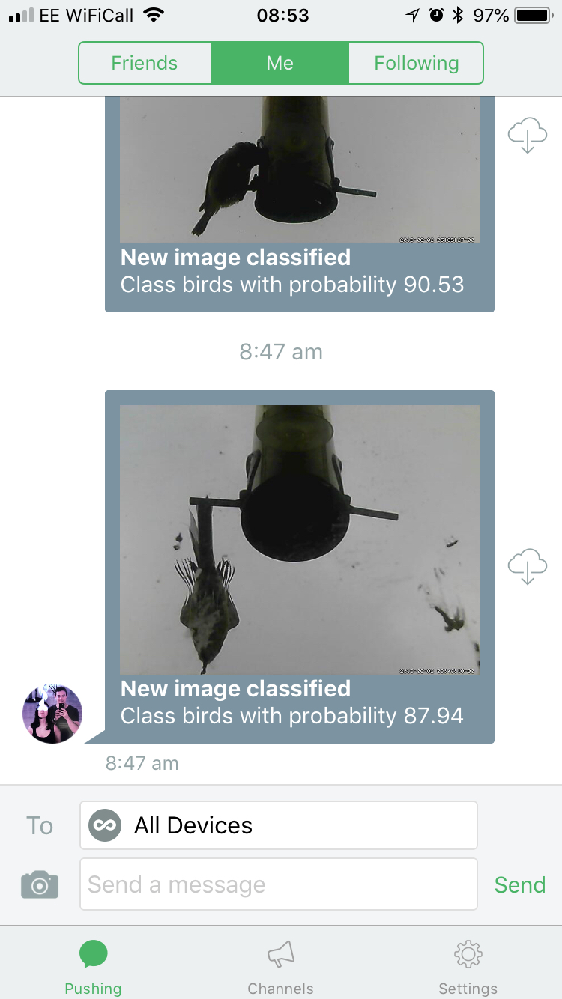 EE WiFiCall 08:53 97%
Friends Me Following
New image classified
Class birds with probability 90.53
8:47 am
New image classified
Class birds with probability 87.94
8:47 am
To All Devices
Send a message Send
Pushing Channels Settings